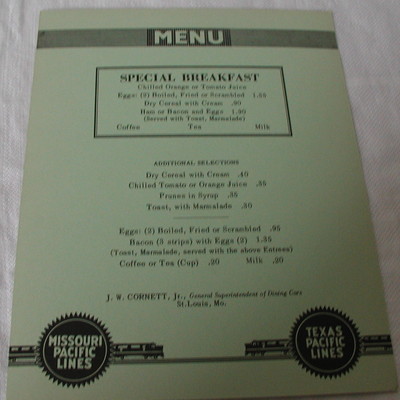 MENU
SPECIAL BREAKFAST
Chilled Orange or Tomato Juice
Eggs: (2) Boiled, Fried or Scrambled
Dry Cereal with Cream .90
Ham or Bacon and Eggs 1.30
(Served with Toast, Marmalade)
Coffee Tea Milk
ADDITIONAL SELECTIONS
Dry Cereal with Cream .40
Chilled Tomato or Orange Juice .35
Prunes in Syrup .35
Toast, with Marmalade .30
Eggs: (2) Boiled, Fried or Scrambled .95
Bacon (3 strips) with Eggs (2) 1.35
(Toast, Marmalade, served with the above Entrees)
Coffee or Tea (Cup) .20 Milk .20
J. W. CORNETT, Jr., General Superintendent of Dining Cars
St. Louis, Mo.
MISSOURI PACIFIC LINES
TEXAS PACIFIC LINES